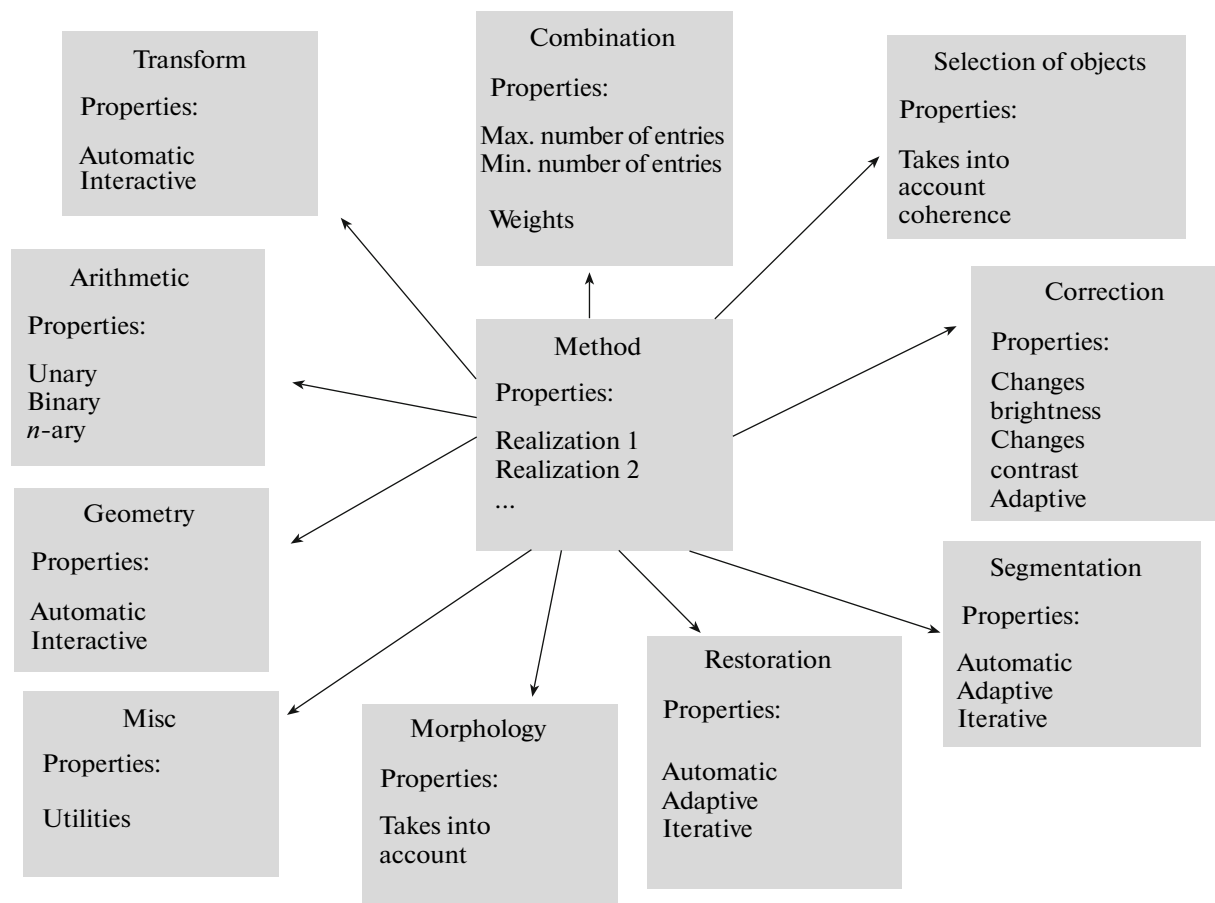 Transform
Properties:
Automatic
Interactive
Combination
Properties:
Max. number of entries
Min. number of entries
Weights
Selection of objects
Properties:
Takes into
account
coherence
Arithmetic
Properties:
Unary
Binary
n-ary
Method
Properties:
Realization 1
Realization 2
...
Correction
Properties:
Changes
brightness
Changes
contrast
Adaptive
Geometry
Properties:
Automatic
Interactive
Segmentation
Properties:
Automatic
Adaptive
Iterative
Misc
Properties:
Utilities
Morphology
Properties:
Takes into
account
Restoration
Properties:
Automatic
Adaptive
Iterative